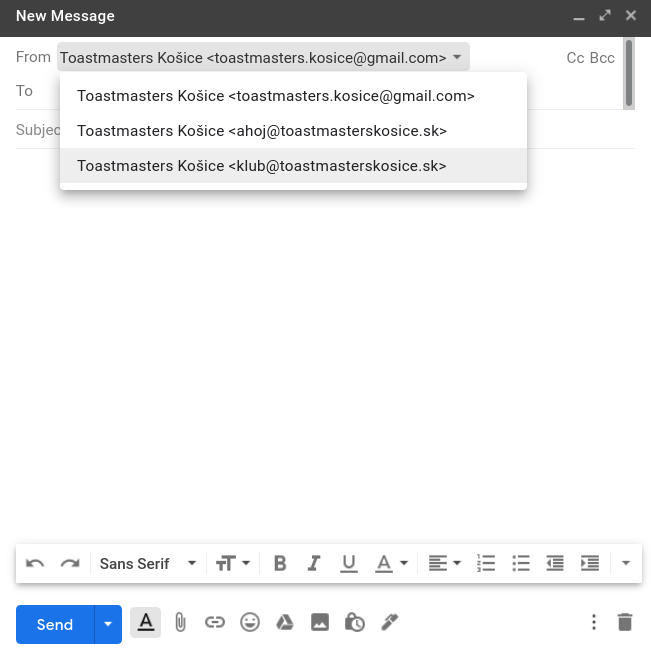 New Message
From Toastmasters Košice <toastmasters.kosice@gmail.com> Cc Bcc
To
Toastmasters Košice <toastmasters.kosice@gmail.com>
Subjec
Toastmasters Košice <ahoj@toastmasterskosice.sk>
Toastmasters Košice <klub@toastmasterskosice.sk>
Sans Serif
B I U A
Send A